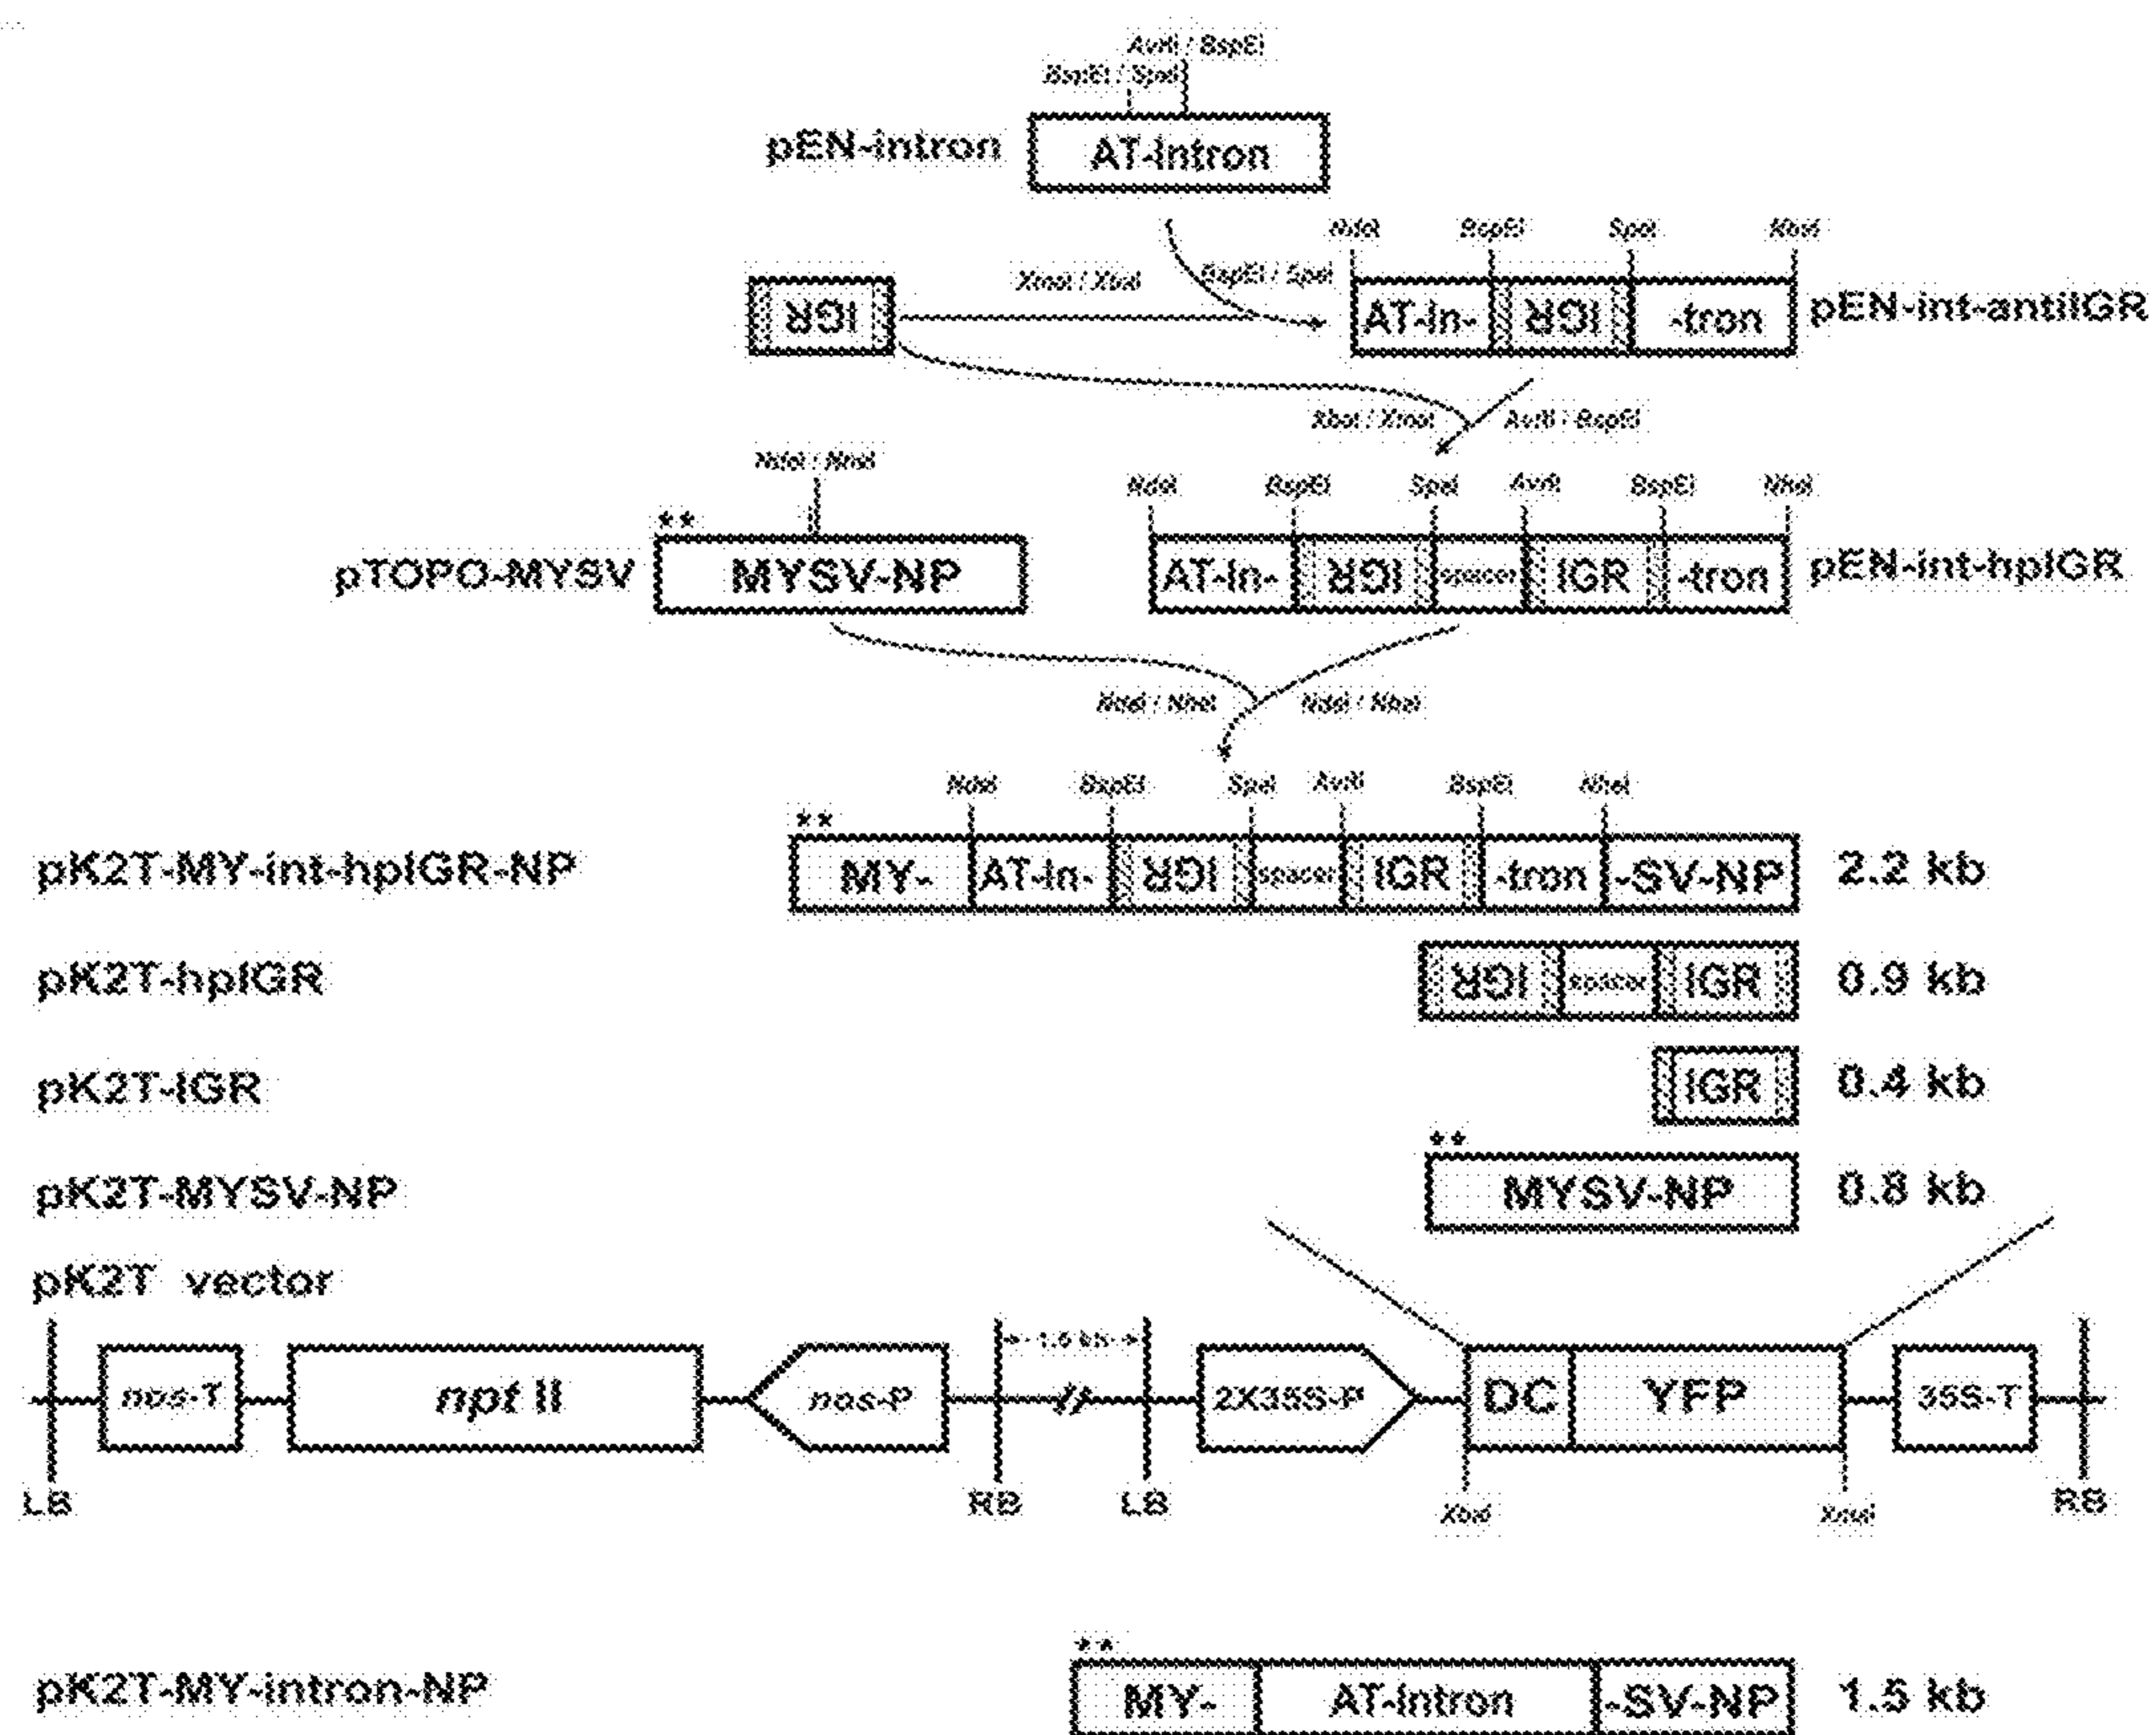 AvrII / BspEI
BspEI / SpeI
pEN-intron
AT-intron
NdeI BspEI SpeI NheI
XmaI / XbaI
BspEI / SpeI
IGR
AT-in- IGR -tron
pEN-int-antiIGR
XbaI / XmaI
AvrII / BspEI
NdeI / NheI
NdeI BspEI SpeI AvrII BspEI NheI
**
pTOPO-MYSV
MYSV-NP
AT-in- IGR spacer IGR -tron
pEN-int-hpIGR
NdeI / NheI
NdeI / NheI
NdeI BspEI SpeI AvrII BspEI NheI
**
pK2T-MY-int-hpIGR-NP
MY- AT-in- IGR spacer IGR -tron -SV-NP
2.2 kb
pK2T-hpIGR
IGR spacer IGR
0.9 kb
pK2T-IGR
IGR
0.4 kb
**
pK2T-MYSV-NP
MYSV-NP
0.8 kb
pK2T vector
nos-T
npt II
nos-P
2X35S-P
DC
YFP
35S-T
LB
RB
LB
XbaI
XmaI
RB
**
pK2T-MY-intron-NP
MY- AT-intron -SV-NP
1.5 kb